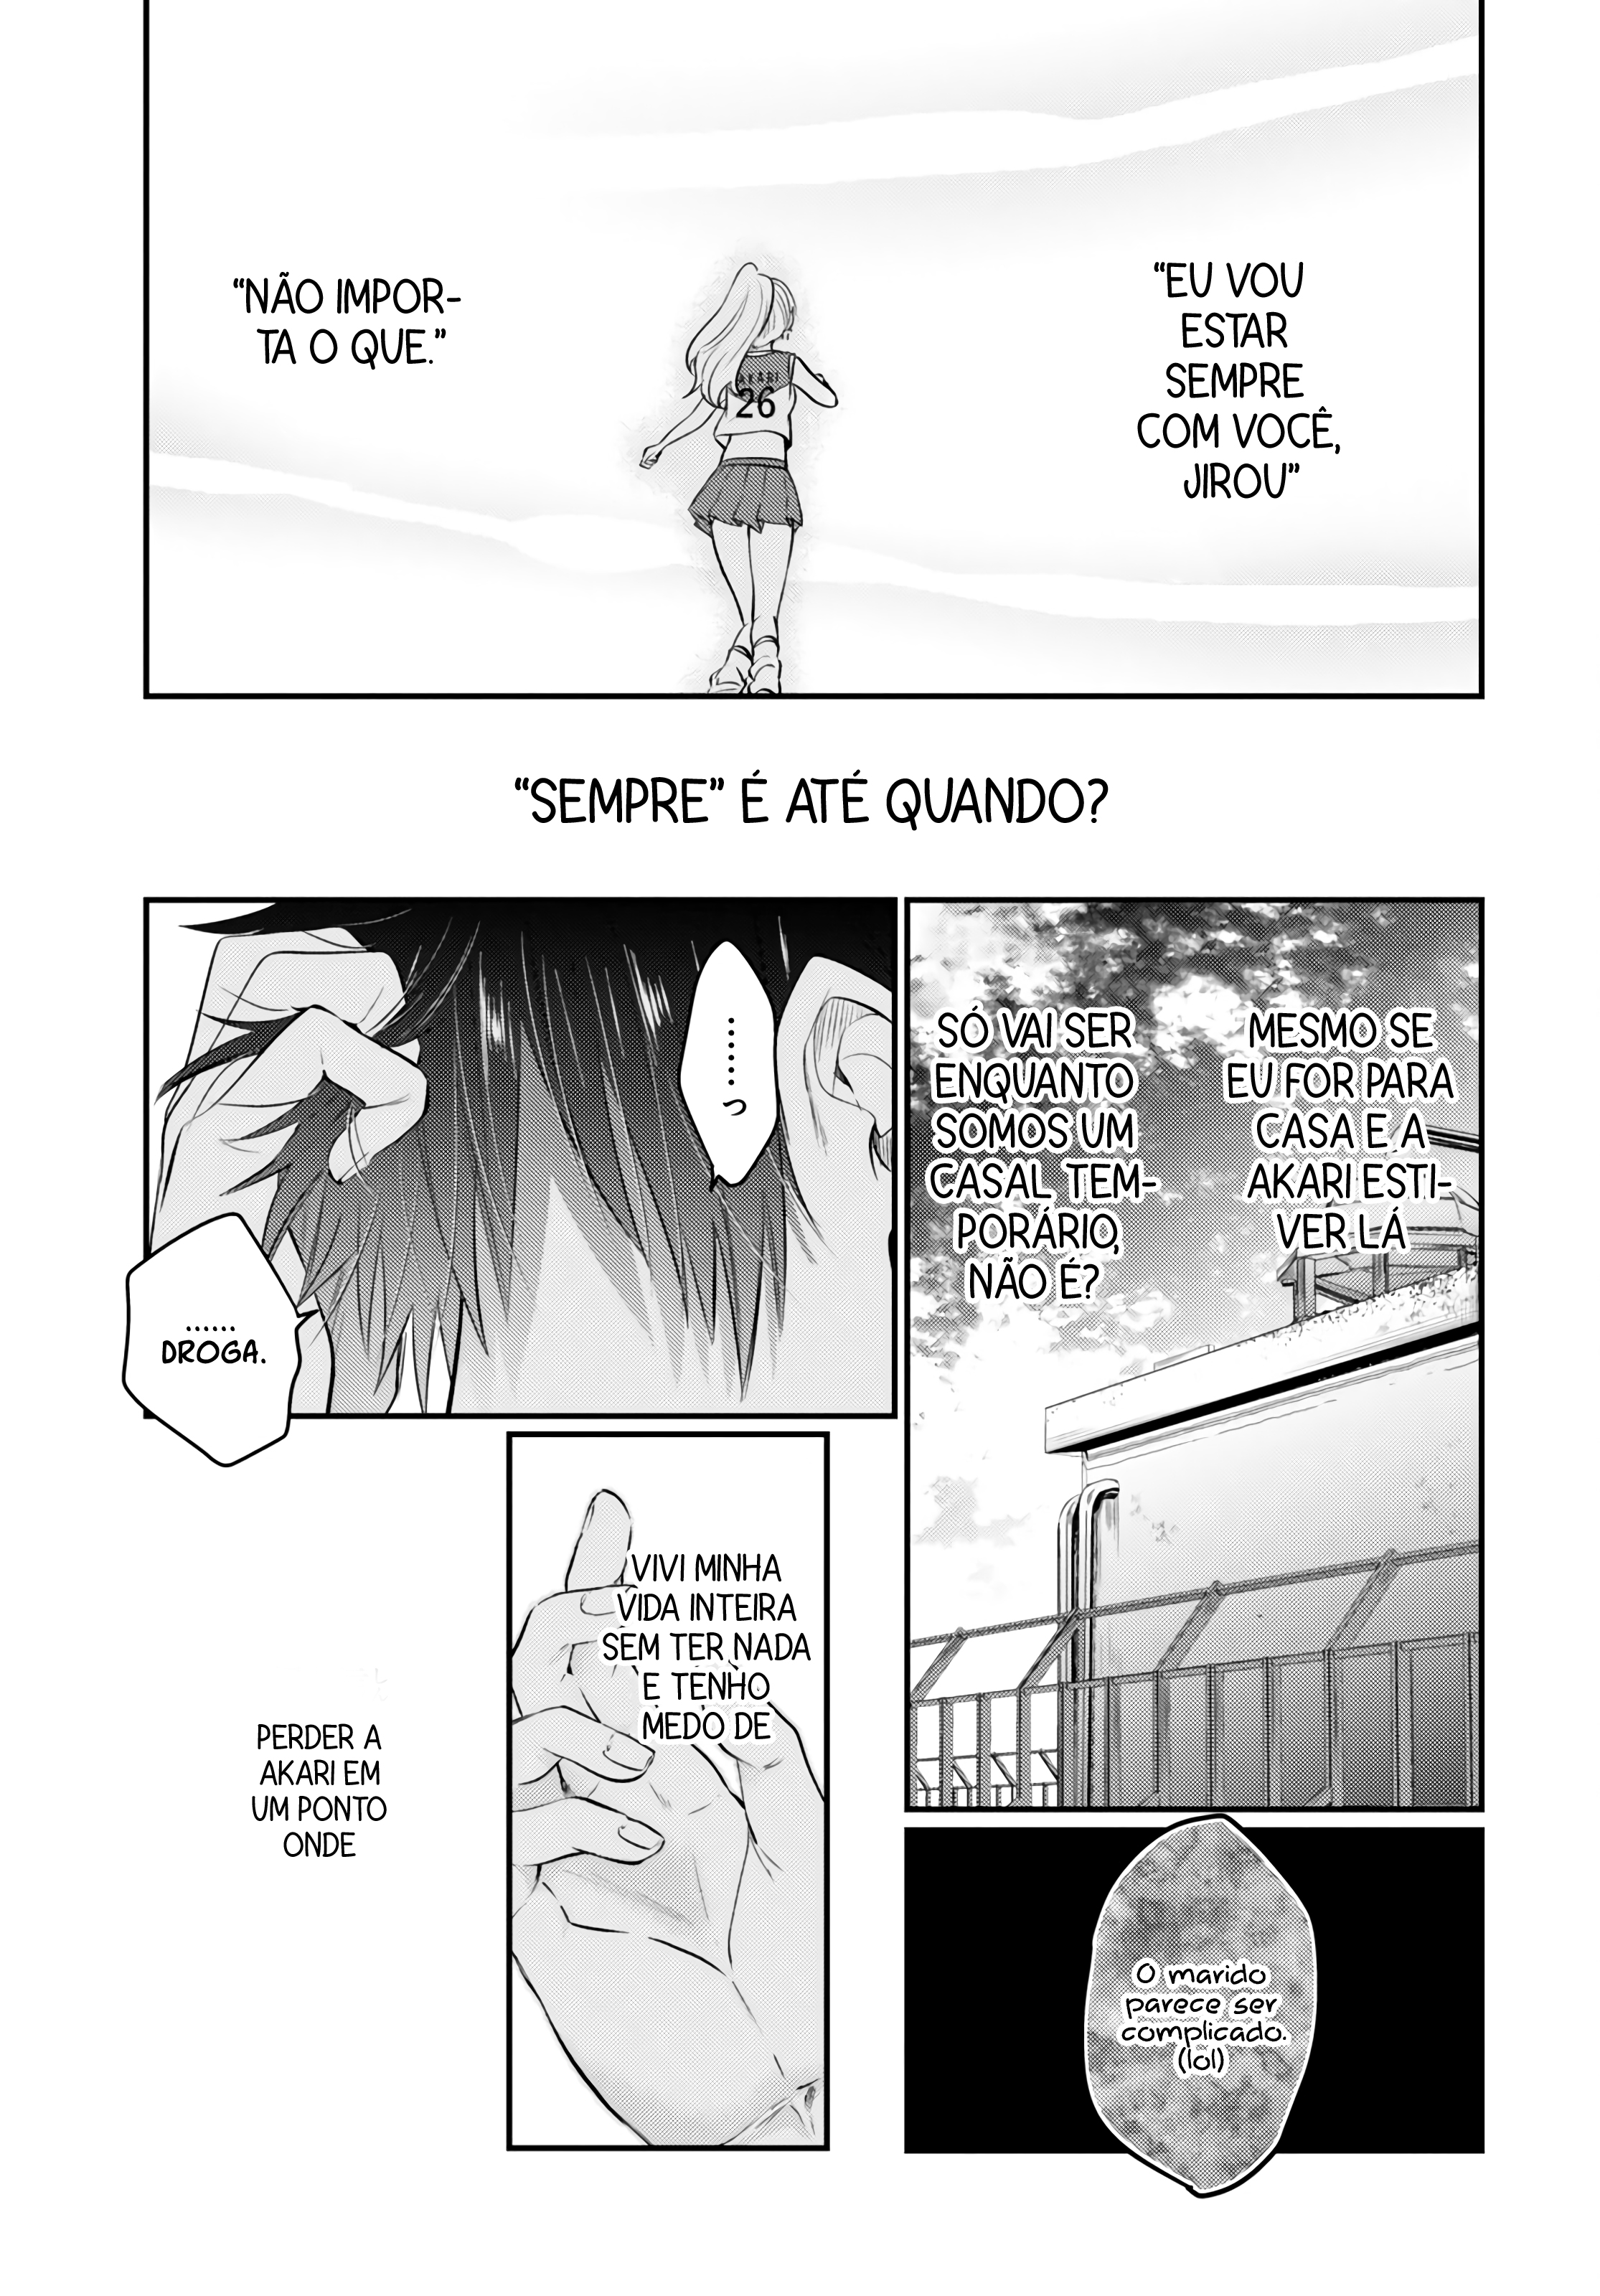 “EU VOU
ESTAR
SEMPRE
COM VOCÊ,
JIROU”
“NÃO IMPOR-
TA O QUE.”
AKARI
26
“SEMPRE” É ATÉ QUANDO?
MESMO SE
EU FOR PARA
CASA E A
AKARI ESTI-
VER LÁ
SÓ VAI SER
ENQUANTO
SOMOS UM
CASAL TEM-
PORÁRIO,
NÃO É?
O marido
parece ser
complicado.
(lol)
……っ
......
DROGA.
VIVI MINHA
VIDA INTEIRA
SEM TER NADA
E TENHO
MEDO DE
PERDER A
AKARI EM
UM PONTO
ONDE